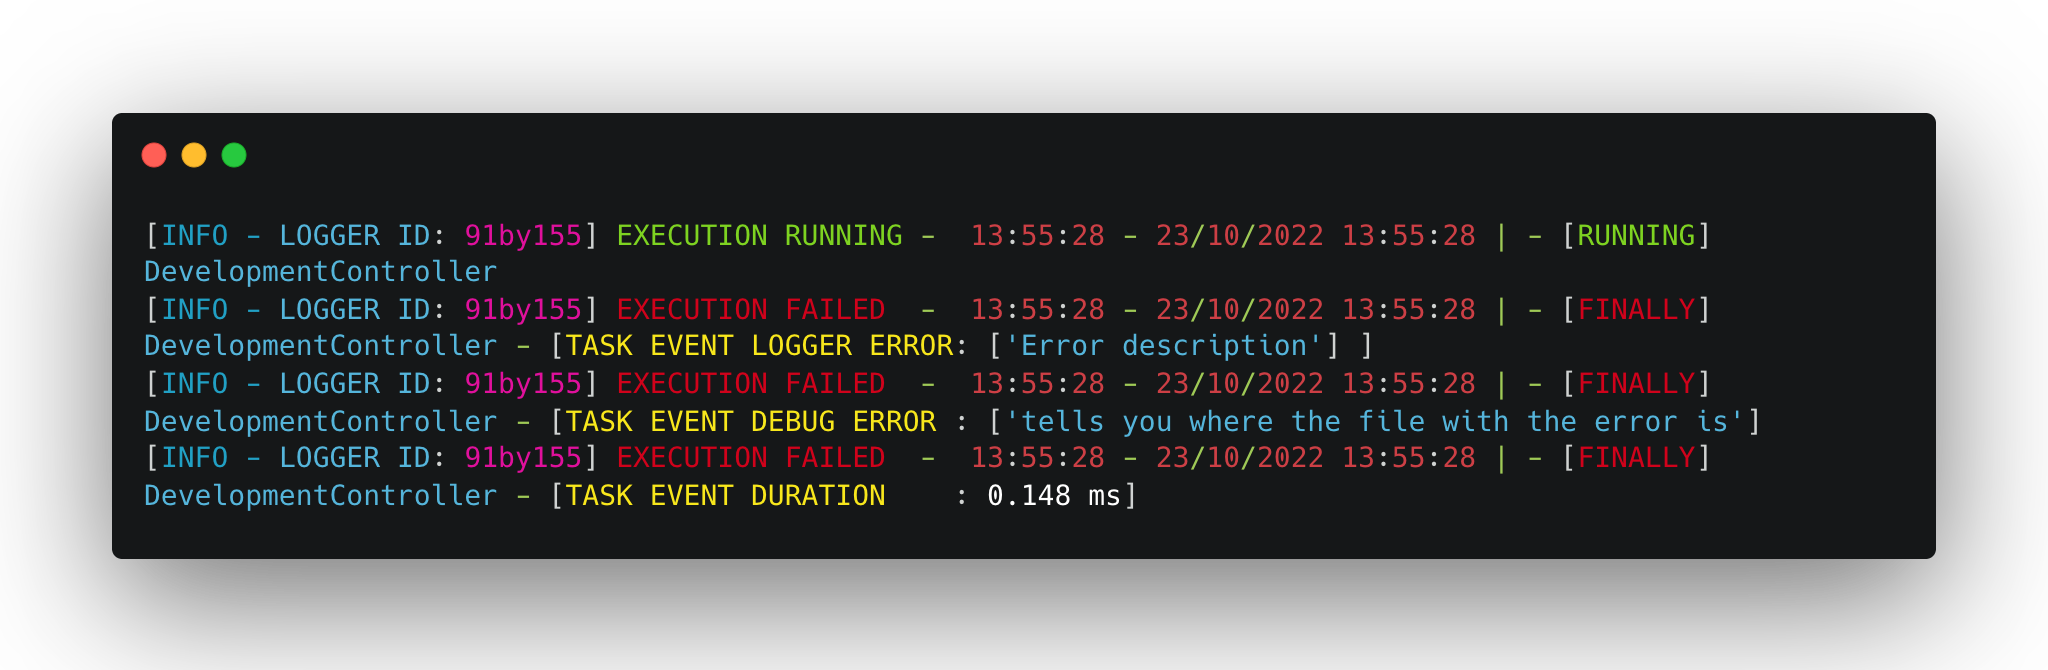 [INFO - LOGGER ID: 91by155] EXECUTION RUNNING -  13:55:28 - 23/10/2022 13:55:28 | - [RUNNING]
DevelopmentController
[INFO - LOGGER ID: 91by155] EXECUTION FAILED  -  13:55:28 - 23/10/2022 13:55:28 | - [FINALLY]
DevelopmentController - [TASK EVENT LOGGER ERROR: ['Error description'] ]
[INFO - LOGGER ID: 91by155] EXECUTION FAILED  -  13:55:28 - 23/10/2022 13:55:28 | - [FINALLY]
DevelopmentController - [TASK EVENT DEBUG ERROR : ['tells you where the file with the error is']
[INFO - LOGGER ID: 91by155] EXECUTION FAILED  -  13:55:28 - 23/10/2022 13:55:28 | - [FINALLY]
DevelopmentController - [TASK EVENT DURATION    : 0.148 ms]